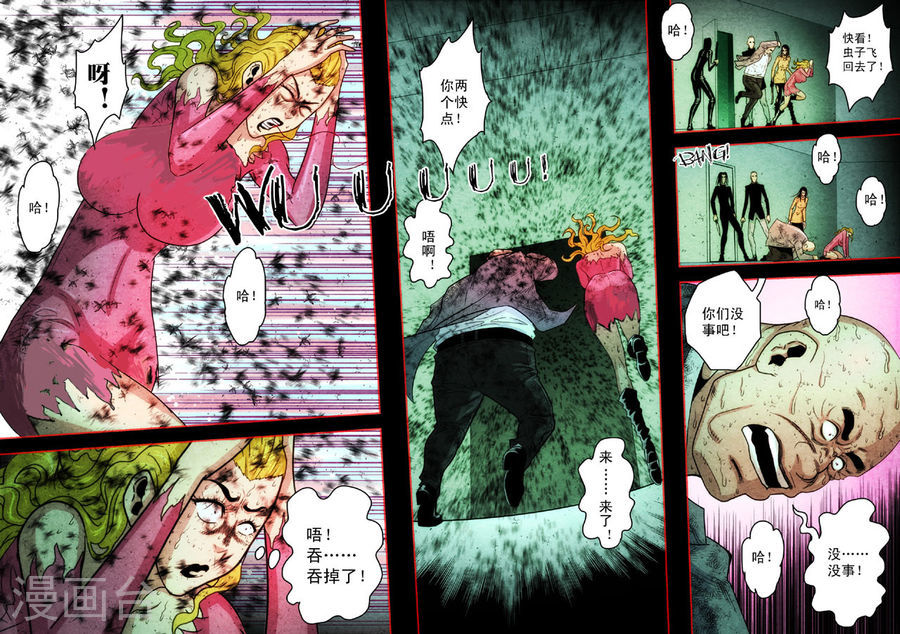 呀！
哈！
哈！
WU U U U U U!
唔！
吞……
吞掉了！
漫画台
两
你快
个点！
唔
啊！
来……
来了！
哈！
快看！
虫子飞
回去了！
BANG!
哈！
哈！
你们没
事吧！
哈！
哈！
没……
没事！